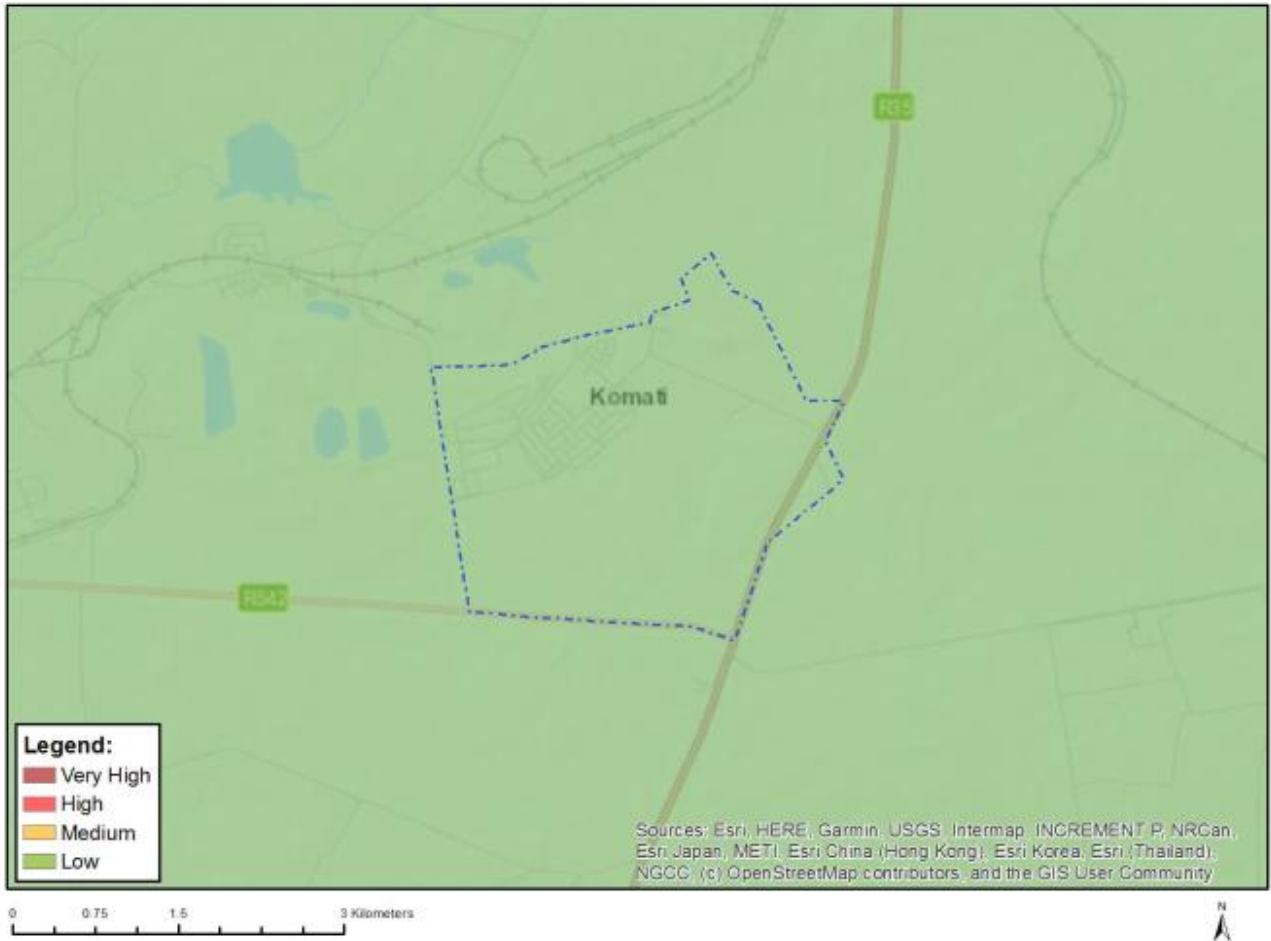 R35
Komati
R542
Legend:
Very High
High
Medium
Low
Sources: Esri, HERE, Garmin, USGS, Intermap, INCREMENT P, NRCan,
Esri Japan, METI, Esri China (Hong Kong), Esri Korea, Esri (Thailand),
NGCC, (c) OpenStreetMap contributors, and the GIS User Community
0 0.75 1.5 3 Kilometers
N